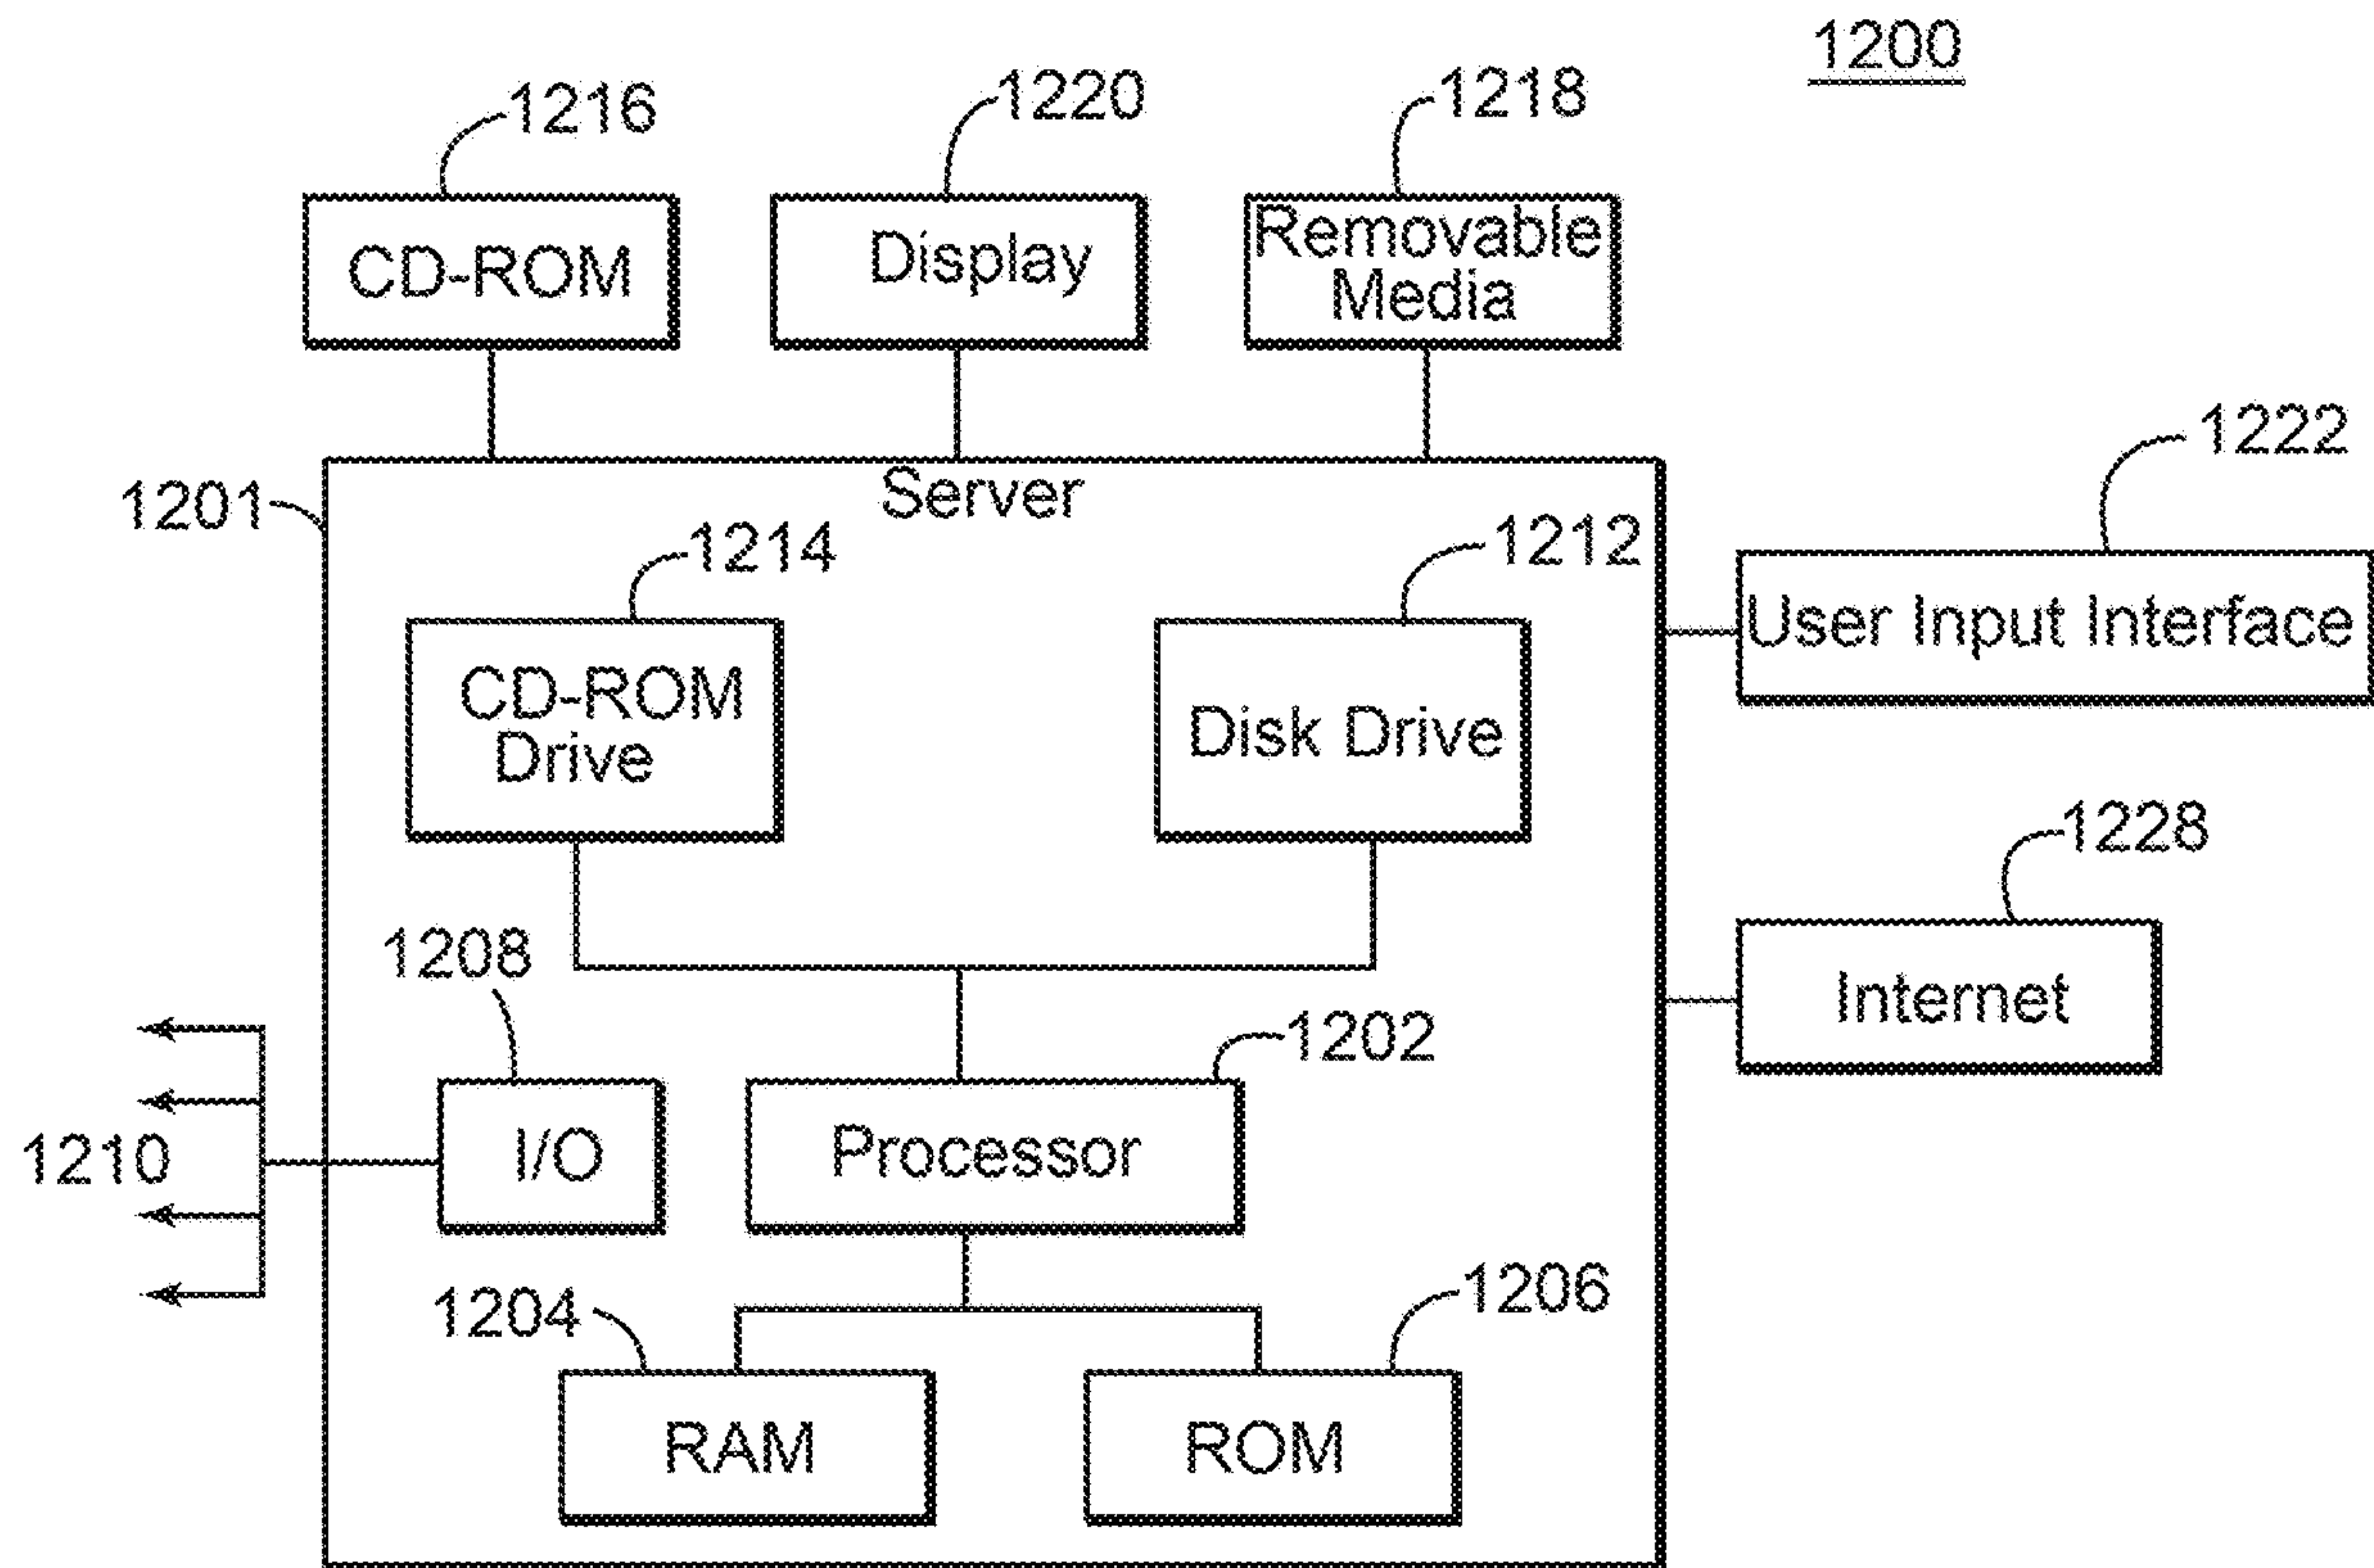 1200
1216
1220
1218
CD-ROM
Display
Removable
Media
1222
1201
Server
1214
1212
User Input Interface
CD-ROM
Drive
Disk Drive
1228
1208
Internet
1202
1210
I/O
Processor
1204
1206
RAM
ROM